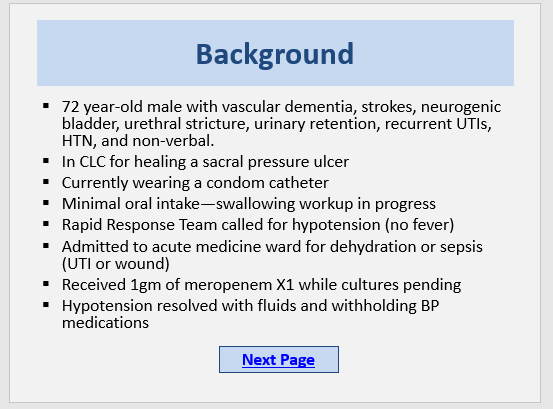 Background
▪ 72 year-old male with vascular dementia, strokes, neurogenic
bladder, urethral stricture, urinary retention, recurrent UTIs,
HTN, and non-verbal.
▪ In CLC for healing a sacral pressure ulcer
▪ Currently wearing a condom catheter
▪ Minimal oral intake—swallowing workup in progress
▪ Rapid Response Team called for hypotension (no fever)
▪ Admitted to acute medicine ward for dehydration or sepsis
(UTI or wound)
▪ Received 1gm of meropenem X1 while cultures pending
▪ Hypotension resolved with fluids and withholding BP
medications
Next Page